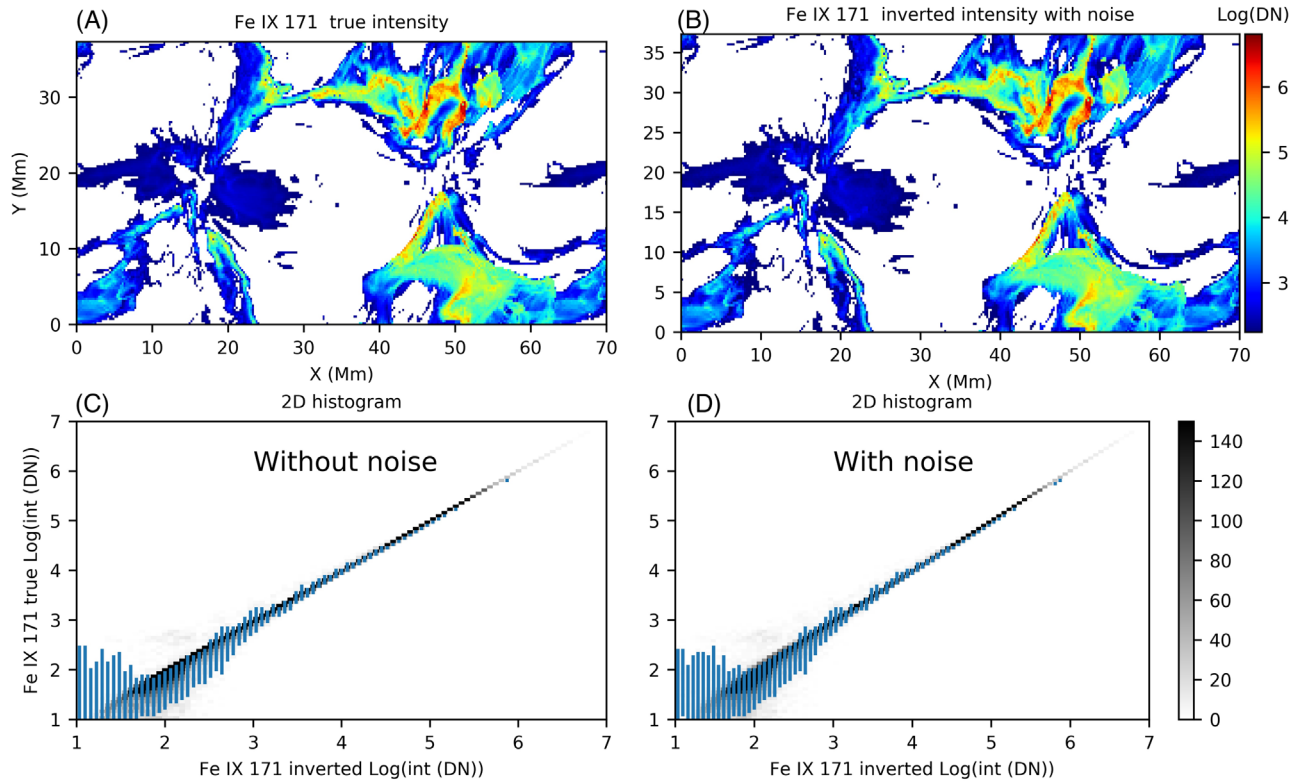 (A) Fe IX 171 true intensity
(B) Fe IX 171 inverted intensity with noise Log(DN)
Y (Mm)
30
20
10
0
0 10 20 30 40 50 60 70
X (Mm)
35
30
25
20
15
10
5
0
0 10 20 30 40 50 60 70
X (Mm)
6
5
4
3
(C) 2D histogram
Without noise
Fe IX 171 true Log(int (DN))
7
6
5
4
3
2
1
1 2 3 4 5 6 7
Fe IX 171 inverted Log(int (DN))
(D) 2D histogram
With noise
7
6
5
4
3
2
1
1 2 3 4 5 6 7
Fe IX 171 inverted Log(int (DN))
140
120
100
80
60
40
20
0